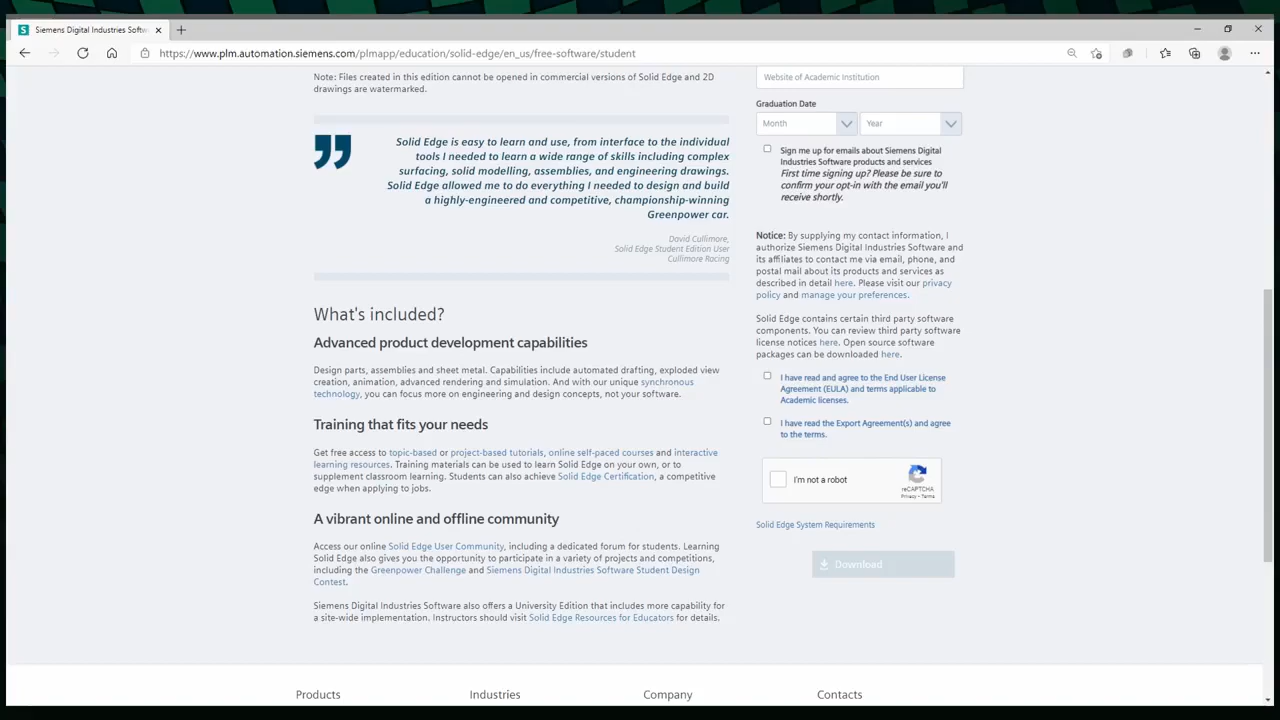 Siemens Digital Industries Softw
https://www.plm.automation.siemens.com/plmapp/education/solid-edge/en_us/free-software/student
Note: Files created in this edition cannot be opened in commercial versions of Solid Edge and 2D
drawings are watermarked.
Solid Edge is easy to learn and use, from interface to the individual
tools I needed to learn a wide range of skills including complex
surfacing, solid modelling, assemblies, and engineering drawings.
Solid Edge allowed me to do everything I needed to design and build
a highly-engineered and competitive, championship-winning
Greenpower car.
David Cullimore,
Solid Edge Student Edition User
Cullimore Racing
What's included?
Advanced product development capabilities
Design parts, assemblies and sheet metal. Capabilities include automated drafting, exploded view
creation, animation, advanced rendering and simulation. And with our unique synchronous
technology, you can focus more on engineering and design concepts, not your software.
Training that fits your needs
Get free access to topic-based or project-based tutorials, online self-paced courses and interactive
learning resources. Training materials can be used to learn Solid Edge on your own, or to
supplement classroom learning. Students can also achieve Solid Edge Certification, a competitive
edge when applying to jobs.
A vibrant online and offline community
Access our online Solid Edge User Community, including a dedicated forum for students. Learning
Solid Edge also gives you the opportunity to participate in a variety of projects and competitions,
including the Greenpower Challenge and Siemens Digital Industries Software Student Design
Contest.
Siemens Digital Industries Software also offers a University Edition that includes more capability for
a site-wide implementation. Instructors should visit Solid Edge Resources for Educators for details.
Website of Academic Institution
Graduation Date
Month Year
Sign me up for emails about Siemens Digital
Industries Software products and services
First time signing up? Please be sure to
confirm your opt-in with the email you'll
receive shortly.
Notice: By supplying my contact information, I
authorize Siemens Digital Industries Software and
its affiliates to contact me via email, phone, and
postal mail about its products and services as
described in detail here. Please visit our privacy
policy and manage your preferences.
Solid Edge contains certain third party software
components. You can review third party software
license notices here. Open source software
packages can be downloaded here.
I have read and agree to the End User License
Agreement (EULA) and terms applicable to
Academic licenses.
I have read the Export Agreement(s) and agree
to the terms.
I'm not a robot
reCAPTCHA
Privacy - Terms
Solid Edge System Requirements
Download
Products Industries Company Contacts